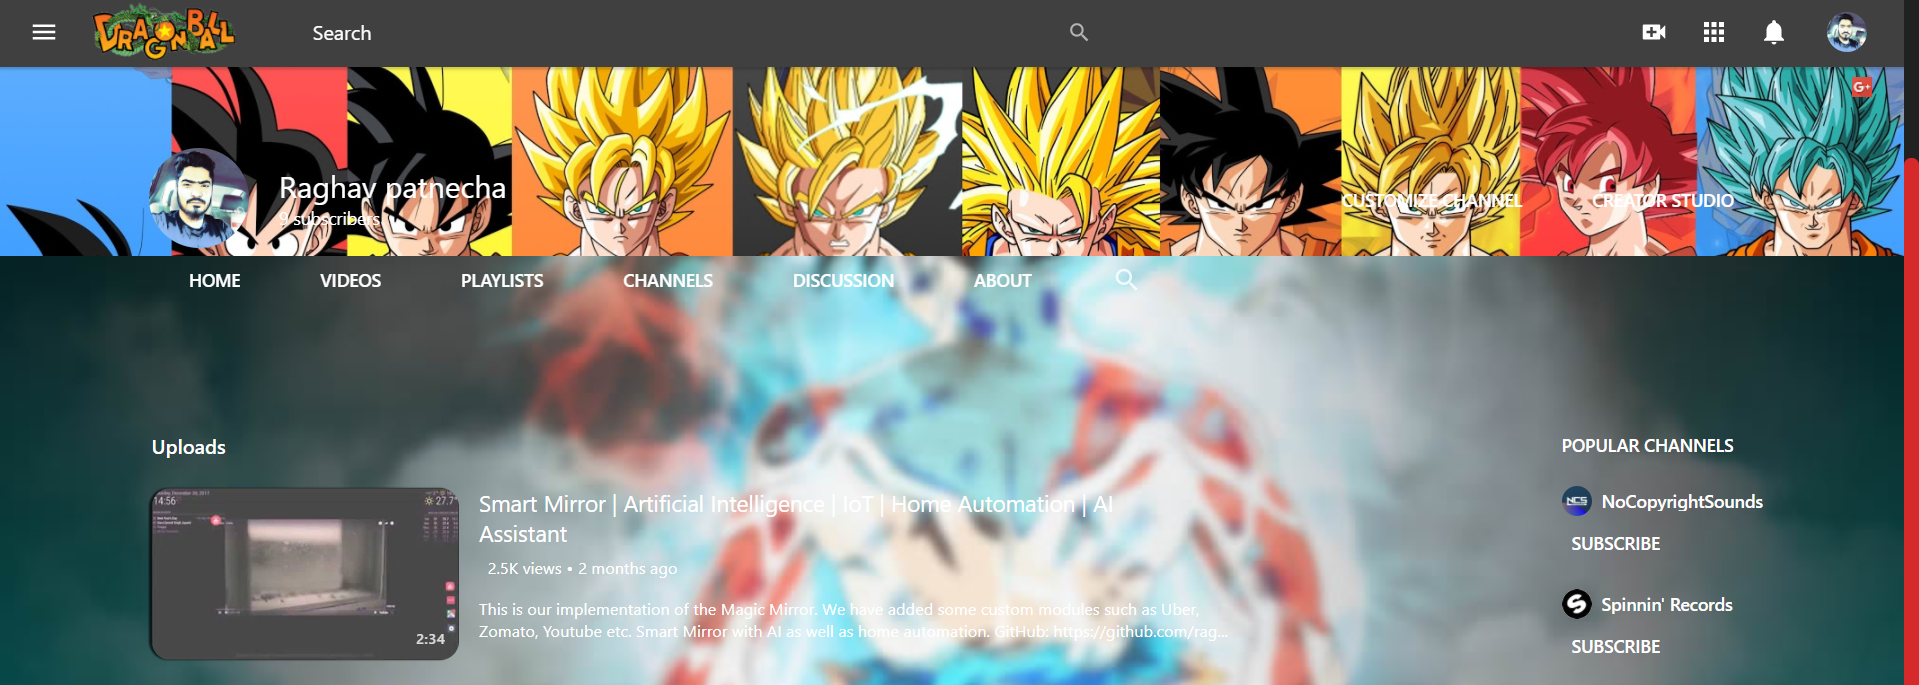 DRAGON BALL
Search
G+
Raghav patnecha
9 subscribers
CUSTOMIZE CHANNEL
CREATOR STUDIO
HOME
VIDEOS
PLAYLISTS
CHANNELS
DISCUSSION
ABOUT
Uploads
14:56
27.7°
2:34
Smart Mirror | Artificial Intelligence | IoT | Home Automation | AI
Assistant
2.5K views • 2 months ago
This is our implementation of the Magic Mirror. We have added some custom modules such as Uber,
Zomato, Youtube etc. Smart Mirror with AI as well as home automation. GitHub: https://github.com/rag...
POPULAR CHANNELS
NCS
NoCopyrightSounds
SUBSCRIBE
Spinnin' Records
SUBSCRIBE